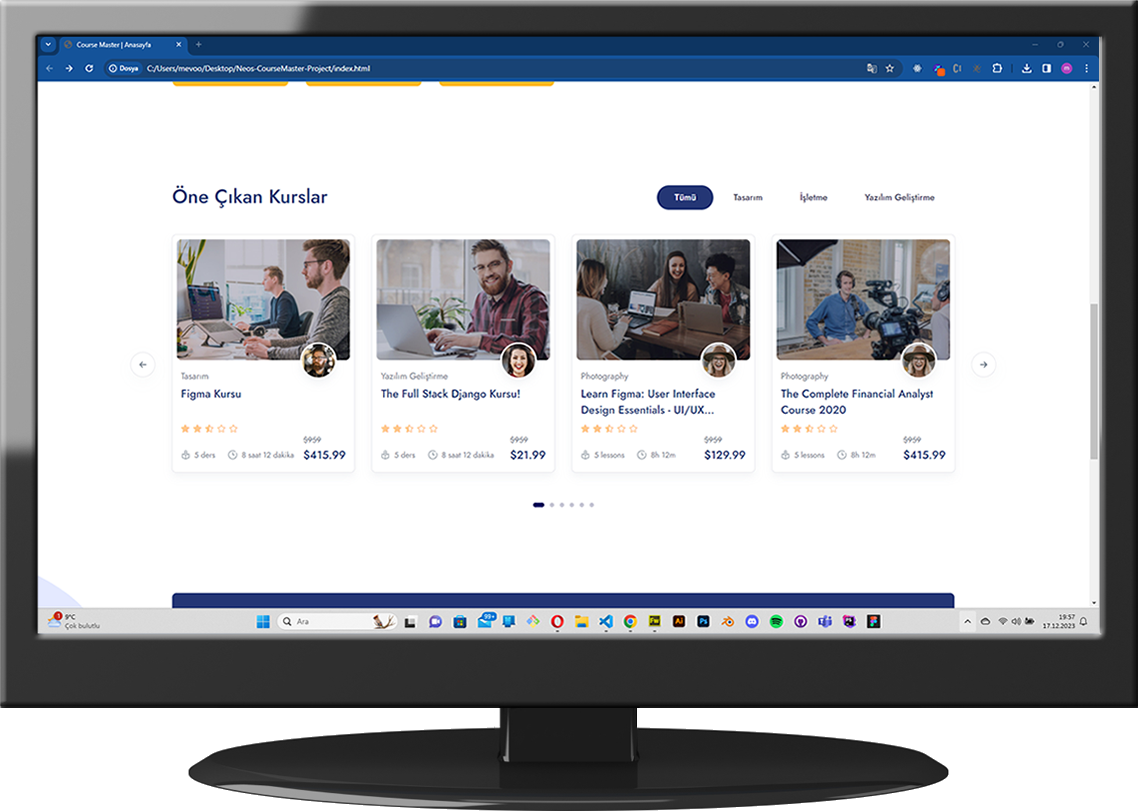 Course Master | Anasayfa
Dosya
C:/Users/mevoo/Desktop/Neos-CourseMaster-Project/index.html
m
Öne Çıkan Kurslar
Tümü
Tasarım
İşletme
Yazılım Geliştirme
Tasarım
Figma Kursu
$959
5 ders
8 saat 12 dakika
$415.99
Yazılım Geliştirme
The Full Stack Django Kursu!
$959
5 ders
8 saat 12 dakika
$21.99
Photography
Learn Figma: User Interface
Design Essentials - UI/UX...
$959
5 lessons
8h 12m
$129.99
Photography
The Complete Financial Analyst
Course 2020
$959
5 lessons
8h 12m
$415.99
1
9°C
Çok bulutlu
Ara
99+
Fw
Ai
Ps
19:57
17.12.2023